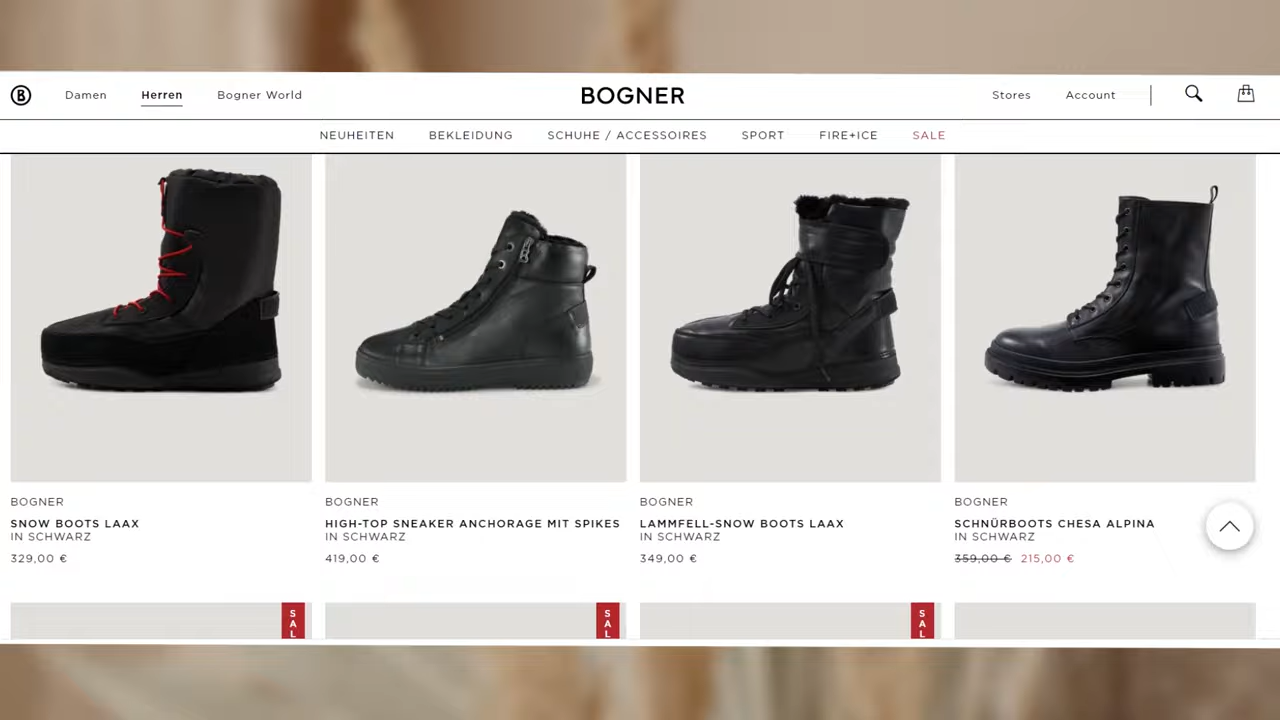 B Damen Herren Bogner World BOGNER Stores Account
NEUHEITEN BEKLEIDUNG SCHUHE / ACCESSOIRES SPORT FIRE+ICE SALE
BOGNER
SNOW BOOTS LAAX
IN SCHWARZ
329,00 €
BOGNER
HIGH-TOP SNEAKER ANCHORAGE MIT SPIKES
IN SCHWARZ
419,00 €
BOGNER
LAMMFELL-SNOW BOOTS LAAX
IN SCHWARZ
349,00 €
BOGNER
SCHNÜRBOOTS CHESA ALPINA
IN SCHWARZ
359,00 € 215,00 €
SAL
SAL
SAL